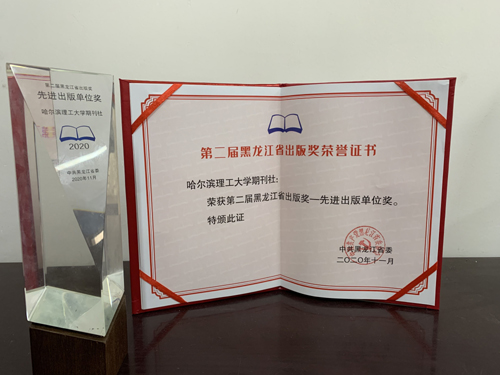 第二届黑龙江省出版奖
先进出版单位奖
哈尔滨理工大学期刊社
2020
中共黑龙江省委
2020年11月
第二届黑龙江省出版奖荣誉证书
哈尔滨理工大学期刊社:
荣获第二届黑龙江省出版奖—先进出版单位奖。
特颁此证
中共黑龙江省委
二〇二〇年十一月